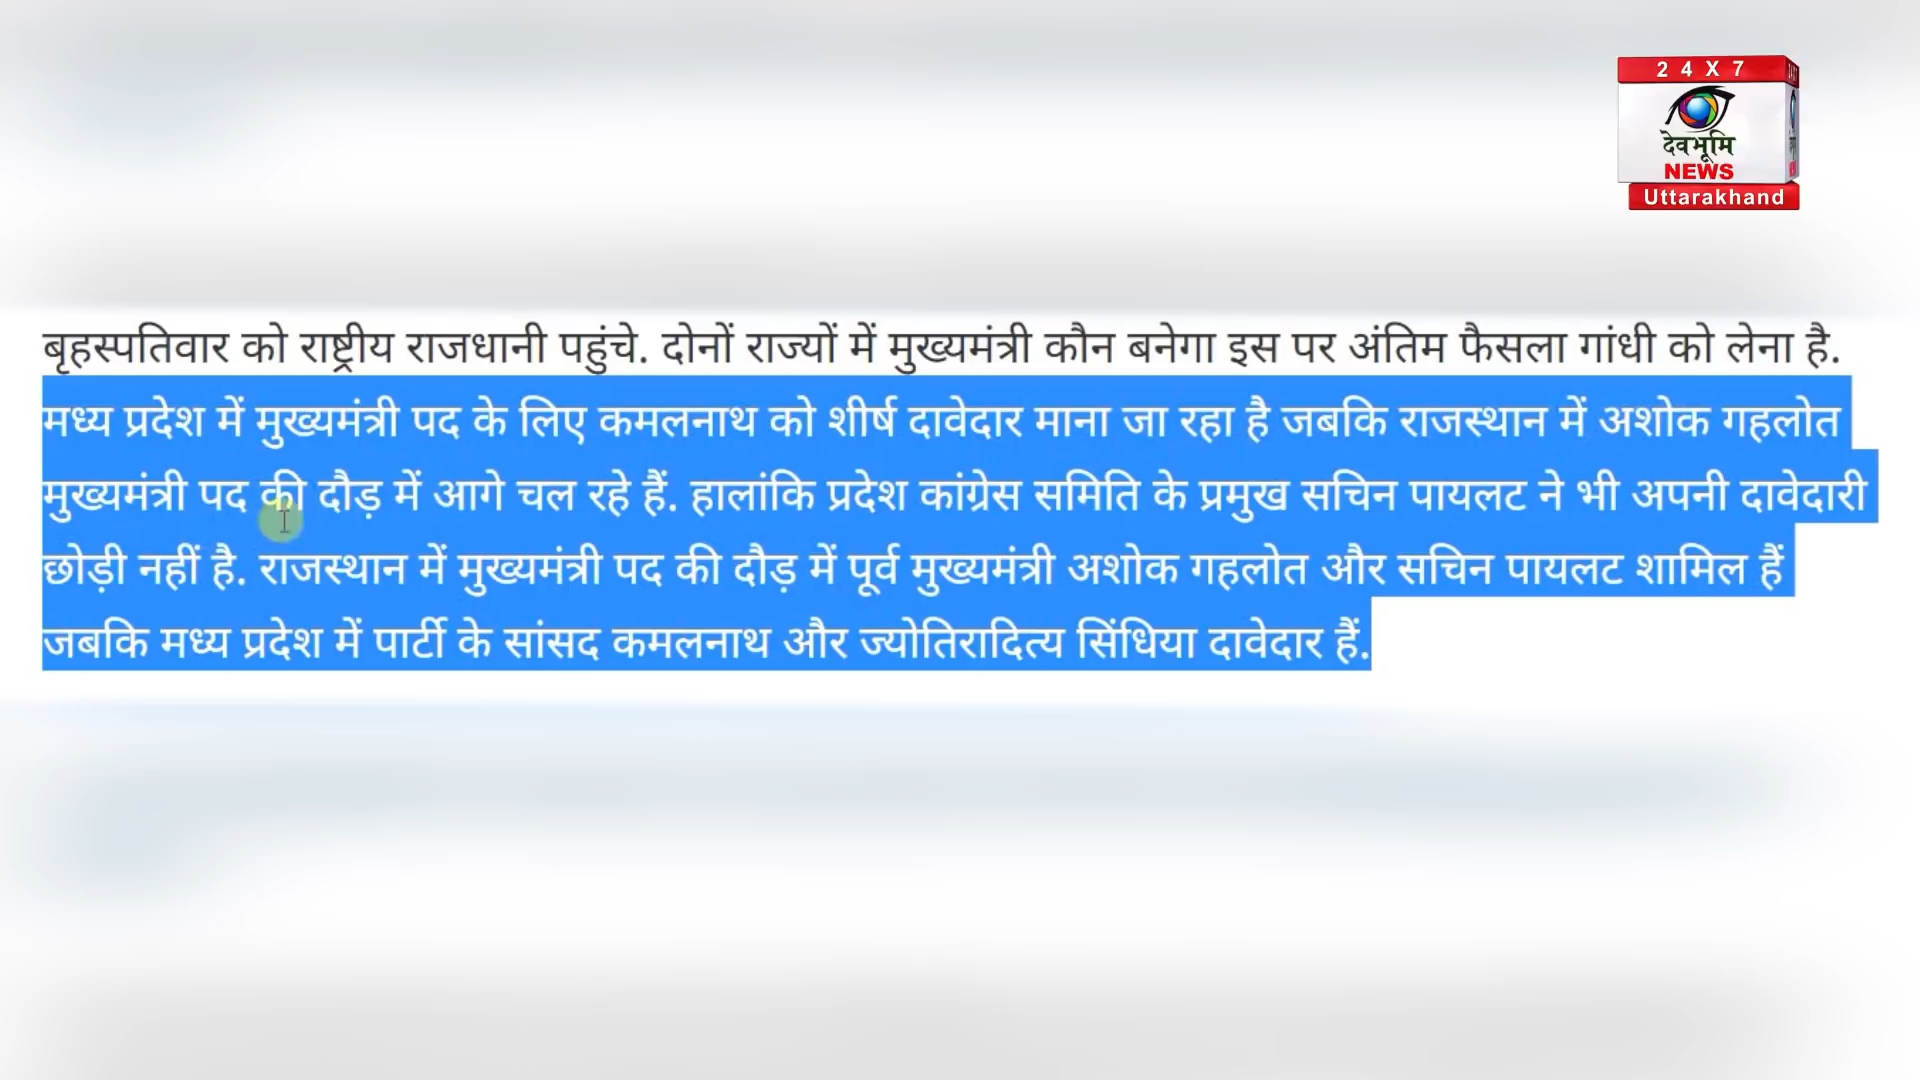 24X7
देवभूमि
NEWS
Uttarakhand
बृहस्पतिवार को राष्ट्रीय राजधानी पहुंचे. दोनों राज्यों में मुख्यमंत्री कौन बनेगा इस पर अंतिम फैसला गांधी को लेना है.
मध्य प्रदेश में मुख्यमंत्री पद के लिए कमलनाथ को शीर्ष दावेदार माना जा रहा है जबकि राजस्थान में अशोक गहलोत
मुख्यमंत्री पद की दौड़ में आगे चल रहे हैं. हालांकि प्रदेश कांग्रेस समिति के प्रमुख सचिन पायलट ने भी अपनी दावेदारी
छोड़ी नहीं है. राजस्थान में मुख्यमंत्री पद की दौड़ में पूर्व मुख्यमंत्री अशोक गहलोत और सचिन पायलट शामिल हैं
जबकि मध्य प्रदेश में पार्टी के सांसद कमलनाथ और ज्योतिरादित्य सिंधिया दावेदार हैं.